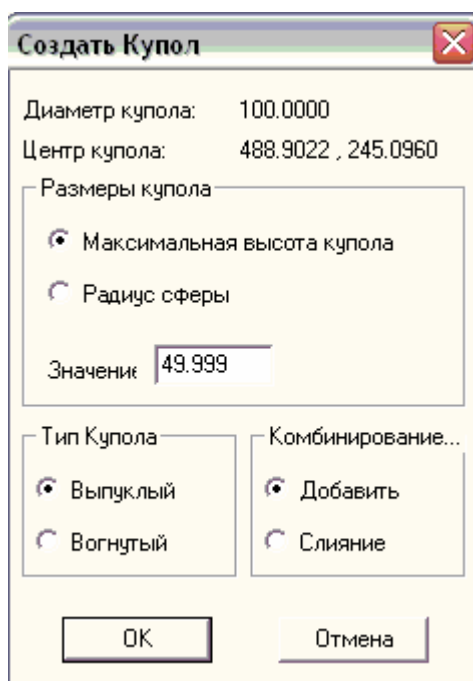 Создать Купол
Диаметр купола: 100.0000
Центр купола: 488.9022 , 245.0960
Размеры купола
Максимальная высота купола
Радиус сферы
Значение 49.999
Тип Купола
Выпуклый
Вогнутый
Комбинирование...
Добавить
Слияние
OK
Отмена